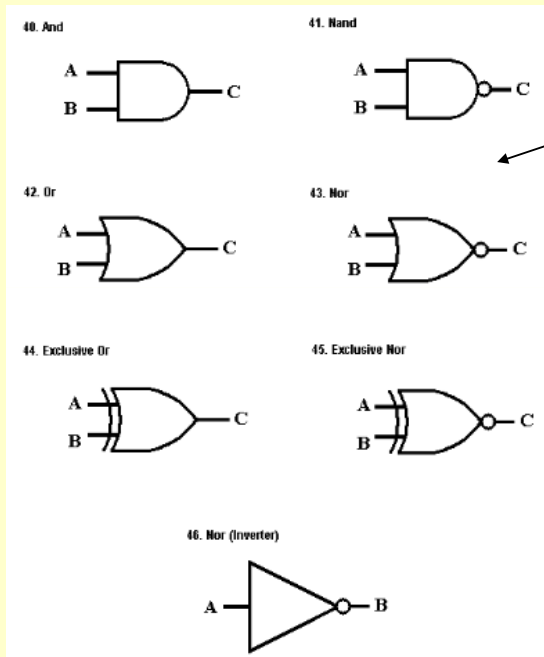 40. And
41. Nand
A
B
C
A
B
C
42. Or
43. Nor
A
B
C
A
B
C
44. Exclusive Or
45. Exclusive Nor
A
B
C
A
B
C
46. Nor (Inverter)
A
B